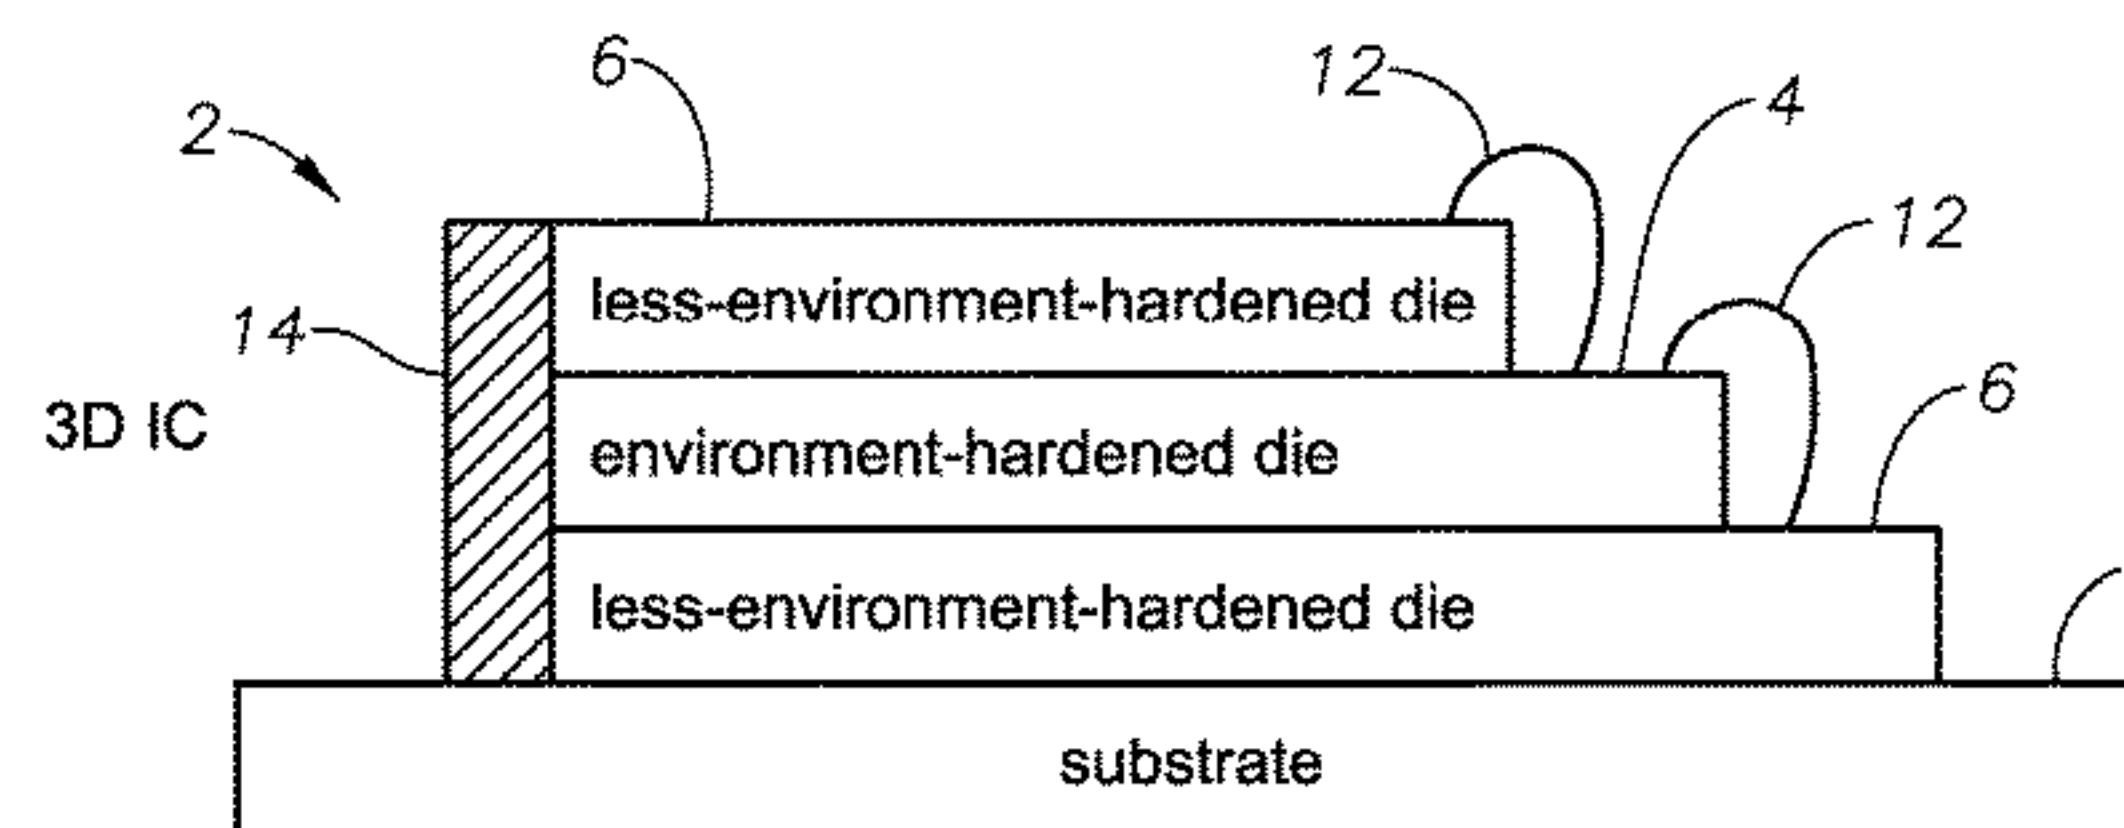 6
12
4
2
12
less-environment-hardened die
14
6
3D IC
environment-hardened die
less-environment-hardened die
substrate